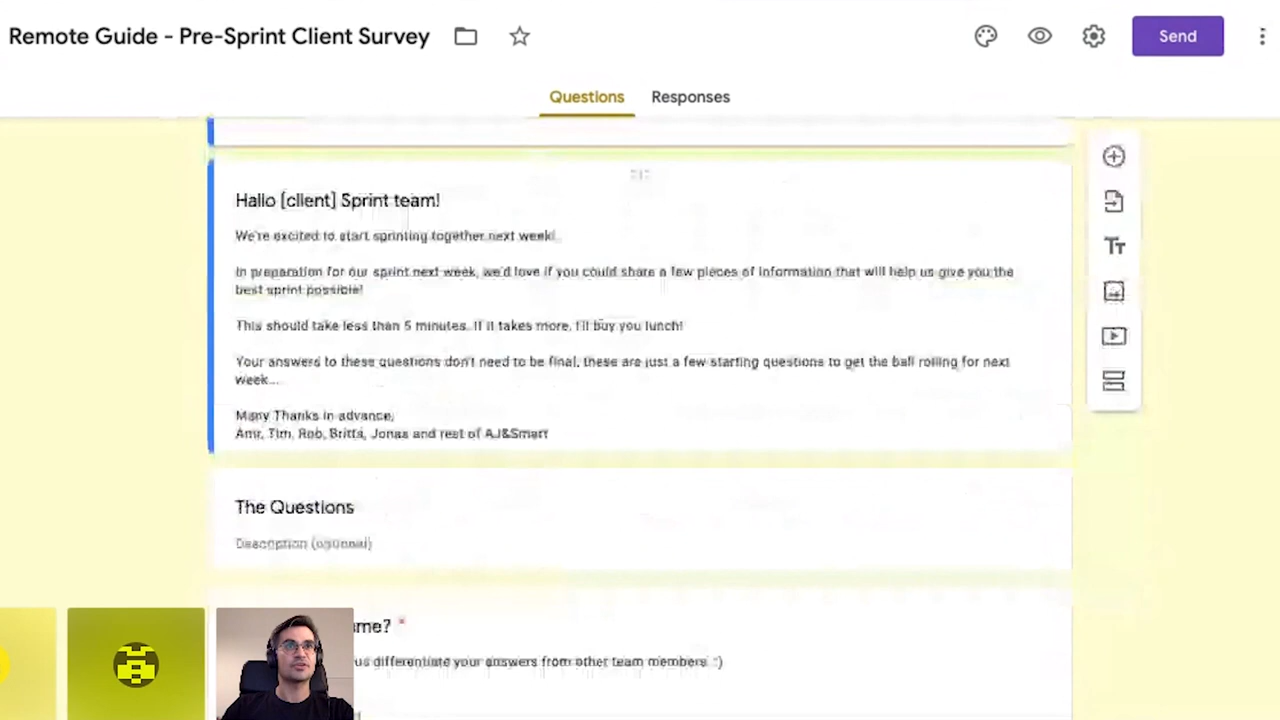 Remote Guide - Pre-Sprint Client Survey
Send
Questions
Responses
Hallo [client] Sprint team!
We're excited to start sprinting together next week!
In preparation for our sprint next week, we'd love if you could share a few pieces of information that will help us give you the
best sprint possible!
This should take less than 5 minutes. If it takes more, I'll buy you lunch!
Your answers to these questions don't need to be final, these are just a few starting questions to get the ball rolling for next
week...
Many Thanks in advance,
Amr, Tim, Rob, Britta, Jonas and rest of AJ&Smart
The Questions
Description (optional)
me? *
us differentiate your answers from other team members :)